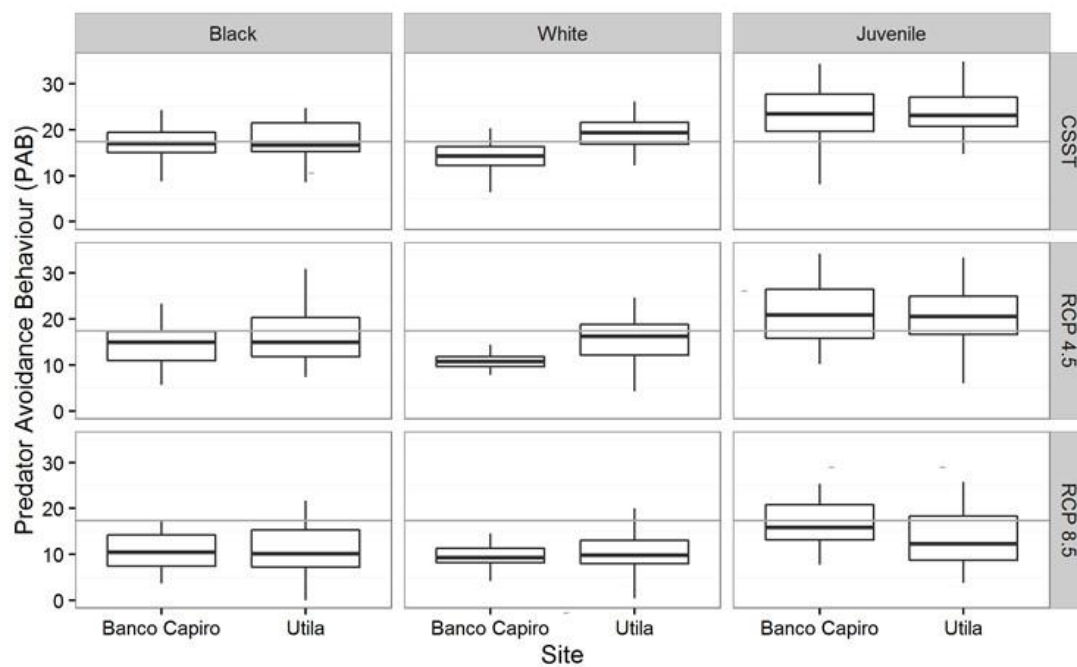 Black White Juvenile
Predator Avoidance Behaviour (PAB)
30
20
10
0
CSST
30
20
10
0
RCP 4.5
30
20
10
0
RCP 8.5
Banco Capiro Utila Banco Capiro Utila Banco Capiro Utila
Site